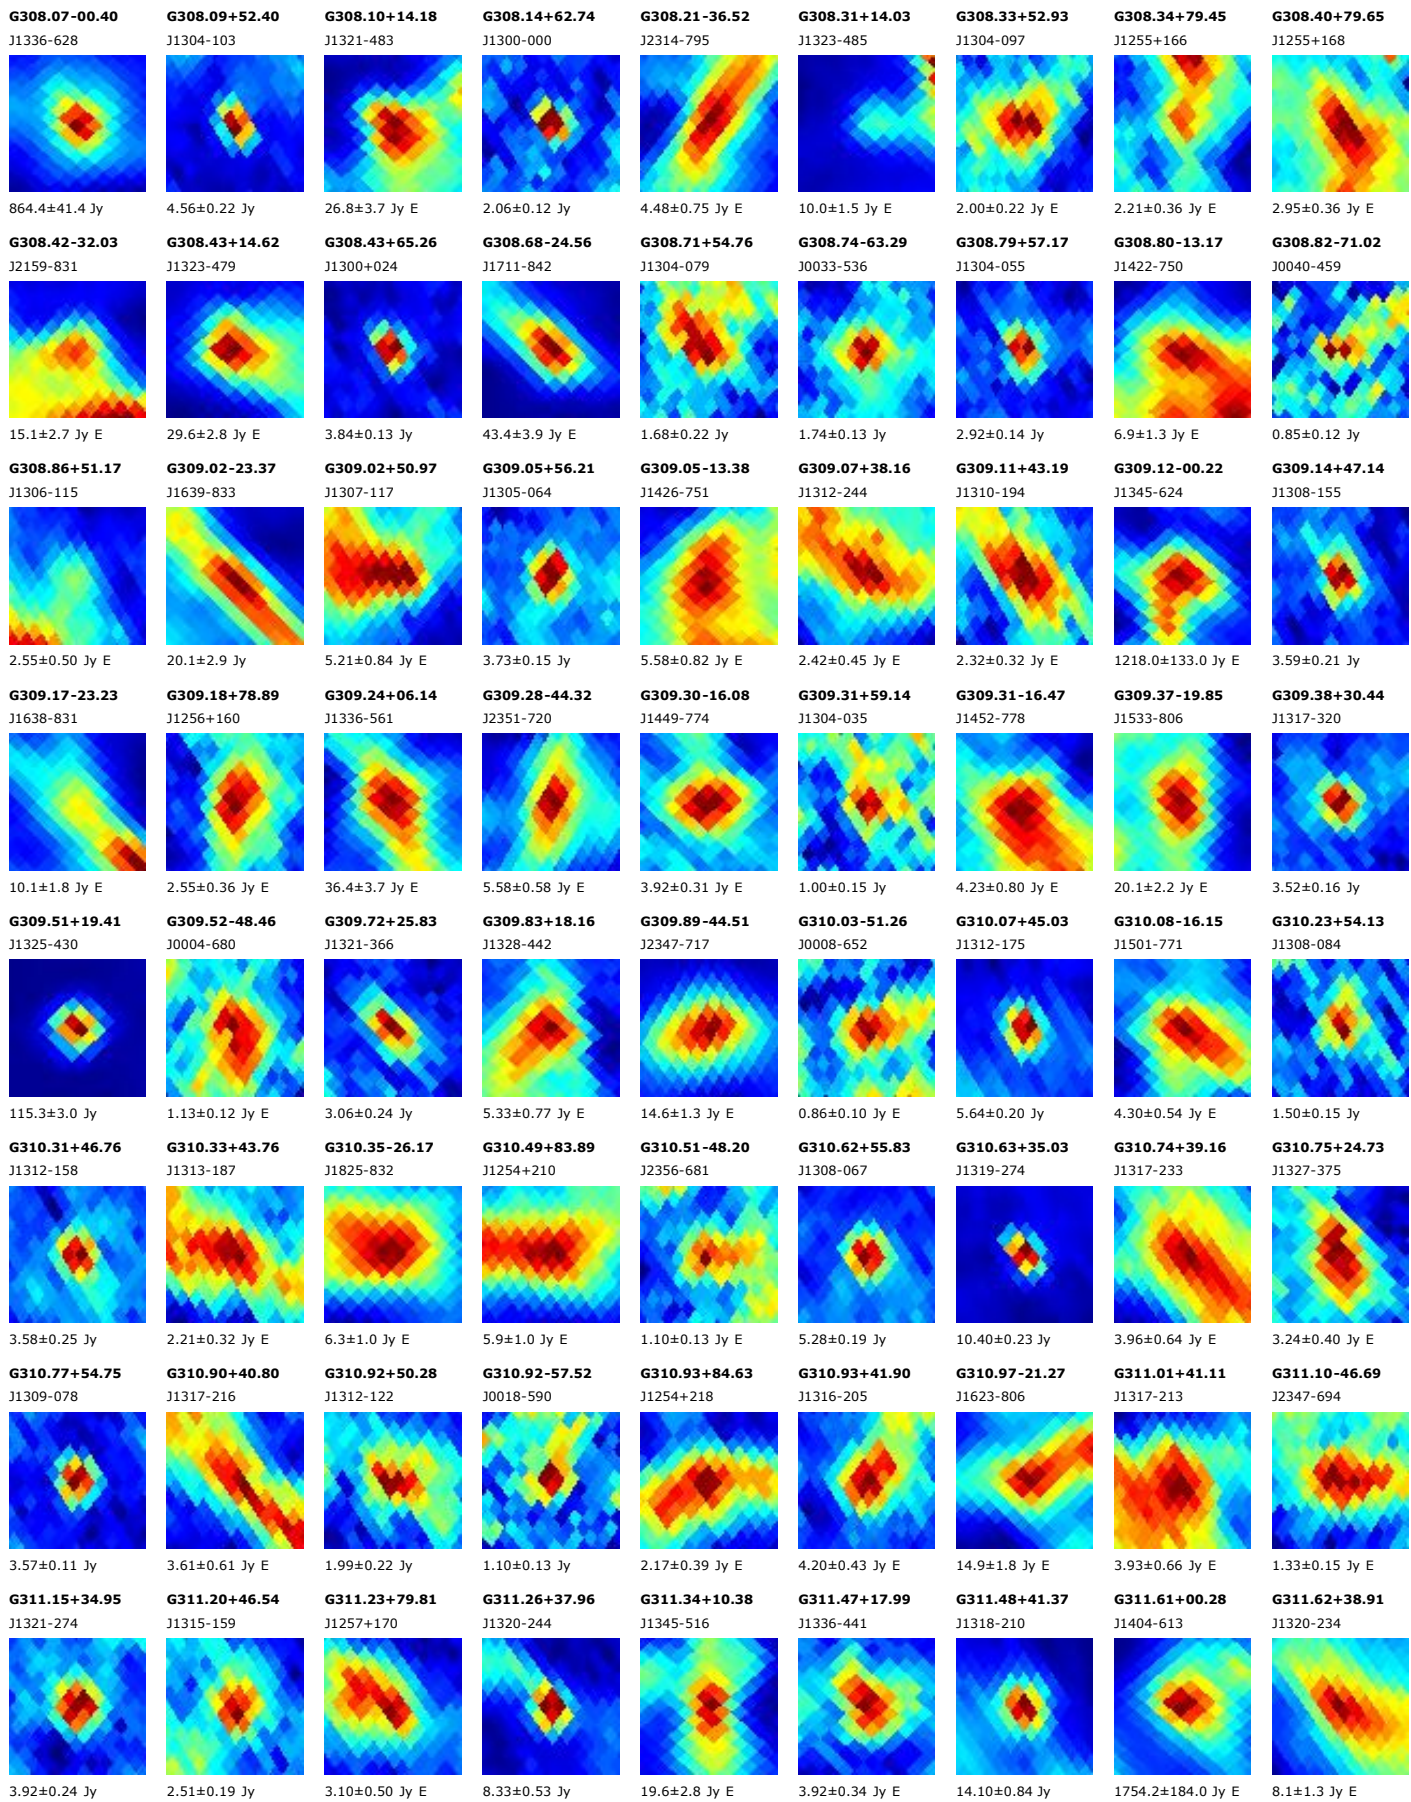 G308.07-00.40 G308.09+52.40 G308.10+14.18 G308.14+62.74 G308.21-36.52 G308.31+14.03 G308.33+52.93 G308.34+79.45 G308.40+79.65
J1336-628 J1304-103 J1321-483 J1300-000 J2314-795 J1323-485 J1304-097 J1255+166 J1255+168
864.4±41.4 Jy 4.56±0.22 Jy 26.8±3.7 Jy E 2.06±0.12 Jy 4.48±0.75 Jy E 10.0±1.5 Jy E 2.00±0.22 Jy E 2.21±0.36 Jy E 2.95±0.36 Jy E
G308.42-32.03 G308.43+14.62 G308.43+65.26 G308.68-24.56 G308.71+54.76 G308.74-63.29 G308.79+57.17 G308.80-13.17 G308.82-71.02
J2159-831 J1323-479 J1300+024 J1711-842 J1304-079 J0033-536 J1304-055 J1422-750 J0040-459
15.1±2.7 Jy E 29.6±2.8 Jy E 3.84±0.13 Jy 43.4±3.9 Jy E 1.68±0.22 Jy 1.74±0.13 Jy 2.92±0.14 Jy 6.9±1.3 Jy E 0.85±0.12 Jy
G308.86+51.17 G309.02-23.37 G309.02+50.97 G309.05+56.21 G309.05-13.38 G309.07+38.16 G309.11+43.19 G309.12-00.22 G309.14+47.14
J1306-115 J1639-833 J1307-117 J1305-064 J1426-751 J1312-244 J1310-194 J1345-624 J1308-155
2.55±0.50 Jy E 20.1±2.9 Jy 5.21±0.84 Jy E 3.73±0.15 Jy 5.58±0.82 Jy E 2.42±0.45 Jy E 2.32±0.32 Jy E 1218.0±133.0 Jy E 3.59±0.21 Jy
G309.17-23.23 G309.18+78.89 G309.24+06.14 G309.28-44.32 G309.30-16.08 G309.31+59.14 G309.31-16.47 G309.37-19.85 G309.38+30.44
J1638-831 J1256+160 J1336-561 J2351-720 J1449-774 J1304-035 J1452-778 J1533-806 J1317-320
10.1±1.8 Jy E 2.55±0.36 Jy E 36.4±3.7 Jy E 5.58±0.58 Jy E 3.92±0.31 Jy E 1.00±0.15 Jy 4.23±0.80 Jy E 20.1±2.2 Jy E 3.52±0.16 Jy
G309.51+19.41 G309.52-48.46 G309.72+25.83 G309.83+18.16 G309.89-44.51 G310.03-51.26 G310.07+45.03 G310.08-16.15 G310.23+54.13
J1325-430 J0004-680 J1321-366 J1328-442 J2347-717 J0008-652 J1312-175 J1501-771 J1308-084
115.3±3.0 Jy 1.13±0.12 Jy E 3.06±0.24 Jy 5.33±0.77 Jy E 14.6±1.3 Jy E 0.86±0.10 Jy E 5.64±0.20 Jy 4.30±0.54 Jy E 1.50±0.15 Jy
G310.31+46.76 G310.33+43.76 G310.35-26.17 G310.49+83.89 G310.51-48.20 G310.62+55.83 G310.63+35.03 G310.74+39.16 G310.75+24.73
J1312-158 J1313-187 J1825-832 J1254+210 J2356-681 J1308-067 J1319-274 J1317-233 J1327-375
3.58±0.25 Jy 2.21±0.32 Jy E 6.3±1.0 Jy E 5.9±1.0 Jy E 1.10±0.13 Jy E 5.28±0.19 Jy 10.40±0.23 Jy 3.96±0.64 Jy E 3.24±0.40 Jy E
G310.77+54.75 G310.90+40.80 G310.92+50.28 G310.92-57.52 G310.93+84.63 G310.93+41.90 G310.97-21.27 G311.01+41.11 G311.10-46.69
J1309-078 J1317-216 J1312-122 J0018-590 J1254+218 J1316-205 J1623-806 J1317-213 J2347-694
3.57±0.11 Jy 3.61±0.61 Jy E 1.99±0.22 Jy 1.10±0.13 Jy 2.17±0.39 Jy E 4.20±0.43 Jy E 14.9±1.8 Jy E 3.93±0.66 Jy E 1.33±0.15 Jy E
G311.15+34.95 G311.20+46.54 G311.23+79.81 G311.26+37.96 G311.34+10.38 G311.47+17.99 G311.48+41.37 G311.61+00.28 G311.62+38.91
J1321-274 J1315-159 J1257+170 J1320-244 J1345-516 J1336-441 J1318-210 J1404-613 J1320-234
3.92±0.24 Jy 2.51±0.19 Jy 3.10±0.50 Jy E 8.33±0.53 Jy 19.6±2.8 Jy E 3.92±0.34 Jy E 14.10±0.84 Jy 1754.2±184.0 Jy E 8.1±1.3 Jy E